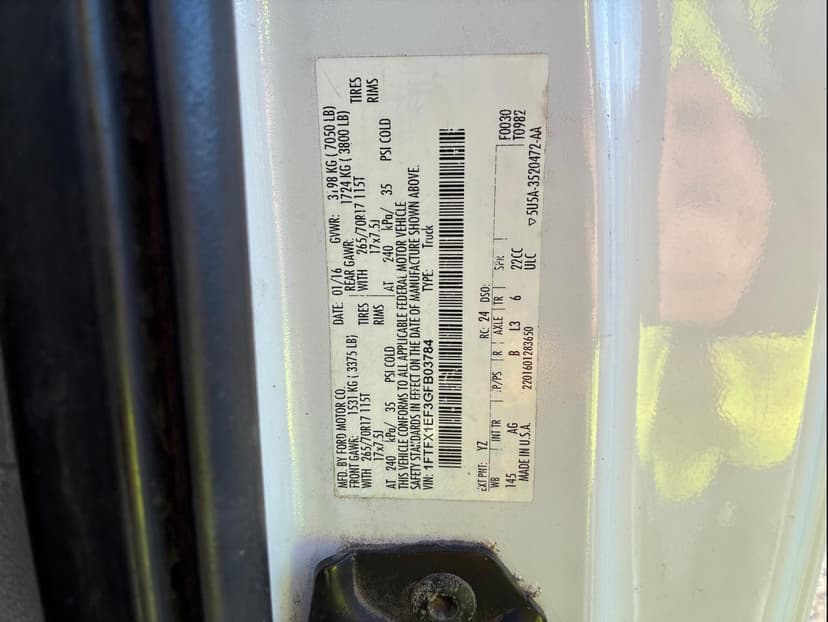 MFD. BY FORD MOTOR CO. DATE: 01/16 GVWR: 3198 KG ( 7050 LB)
FRONT GAWR: 1531 KG ( 3375 LB) REAR GAWR: 1724 KG ( 3800 LB)
WITH 265/70R17 115T TIRES WITH 265/70R17 115T TIRES
17x7.5J RIMS 17x7.5J RIMS
AT 240 kPa/ 35 PSI COLD AT 240 kPa/ 35 PSI COLD
THIS VEHICLE CONFORMS TO ALL APPLICABLE FEDERAL MOTOR VEHICLE
SAFETY STANDARDS IN EFFECT ON THE DATE OF MANUFACTURE SHOWN ABOVE.
VIN: 1FTFX1EF3GFB03784 TYPE: Truck
F0030
T0982
EXT PNT: YZ RC: 24 DSO:
WB INT TR P/PS R AXLE TR SPR
145 AG B L3 6 22CC
MADE IN U.S.A. 2201601283650 ULC
▽5U5A-3520472-AA